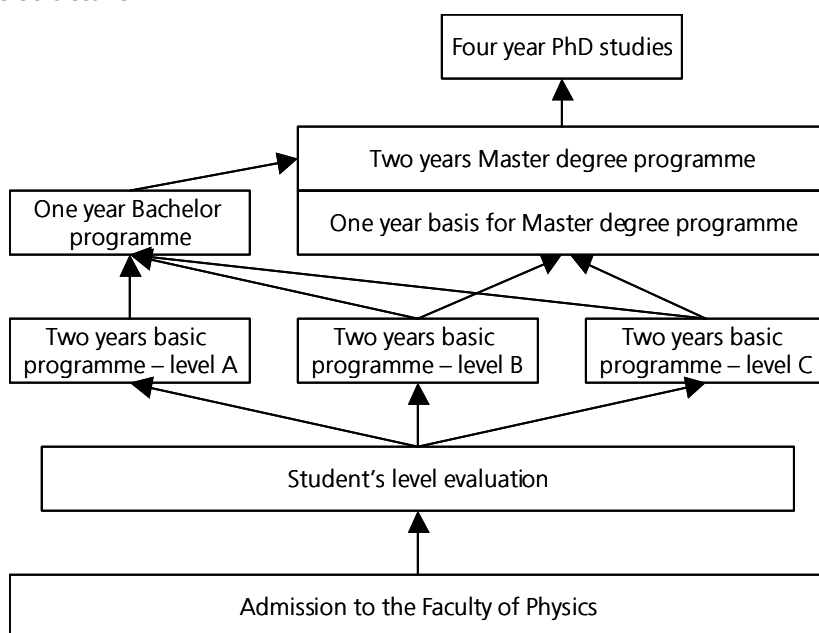 Four year PhD studies
Two years Master degree programme
One year Bachelor
programme
One year basis for Master degree programme
Two years basic
programme – level A
Two years basic
programme – level B
Two years basic
programme – level C
Student's level evaluation
Admission to the Faculty of Physics